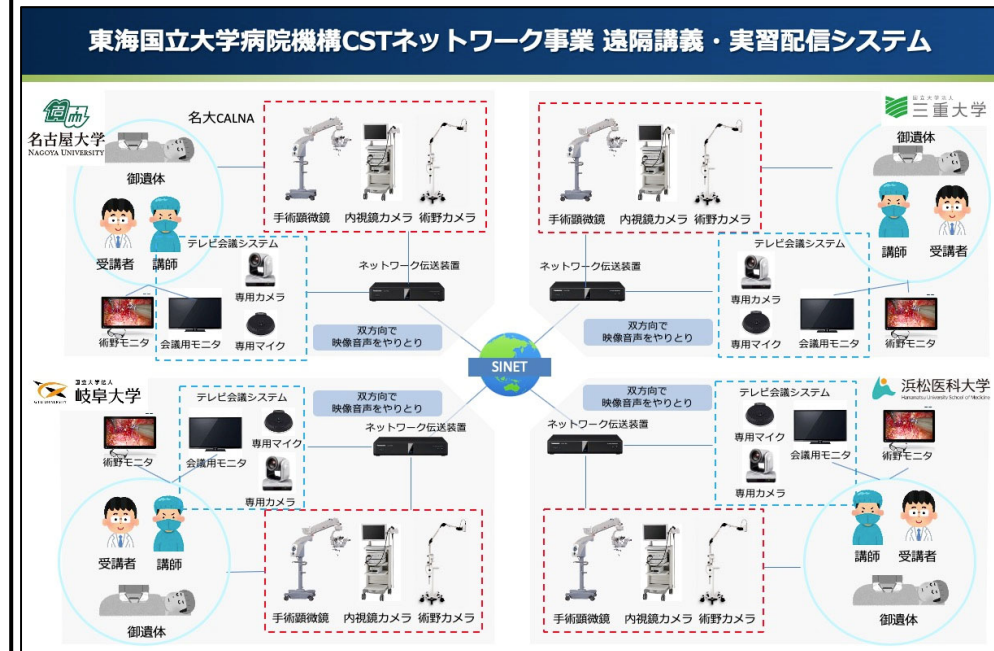 東海国立大学病院機構CSTネットワーク事業 遠隔講義・実習配信システム
名大
名古屋大学
NAGOYA UNIVERSITY
名大CALNA
御遺体
受講者
講師
手術顕微鏡
内視鏡カメラ
術野カメラ
テレビ会議システム
専用カメラ
専用マイク
術野モニタ
会議用モニタ
ネットワーク伝送装置
双方向で
映像音声をやりとり
国立大学法人
三重大学
御遺体
講師
受講者
手術顕微鏡
内視鏡カメラ
術野カメラ
テレビ会議システム
専用カメラ
専用マイク
会議用モニタ
術野モニタ
ネットワーク伝送装置
双方向で
映像音声をやりとり
SINET
国立大学法人
岐阜大学
テレビ会議システム
専用マイク
専用カメラ
術野モニタ
会議用モニタ
双方向で
映像音声をやりとり
ネットワーク伝送装置
受講者
講師
御遺体
手術顕微鏡
内視鏡カメラ
術野カメラ
浜松医科大学
Hamamatsu University School of Medicine
双方向で
映像音声をやりとり
ネットワーク伝送装置
テレビ会議システム
専用マイク
専用カメラ
会議用モニタ
術野モニタ
講師
受講者
御遺体
手術顕微鏡
内視鏡カメラ
術野カメラ